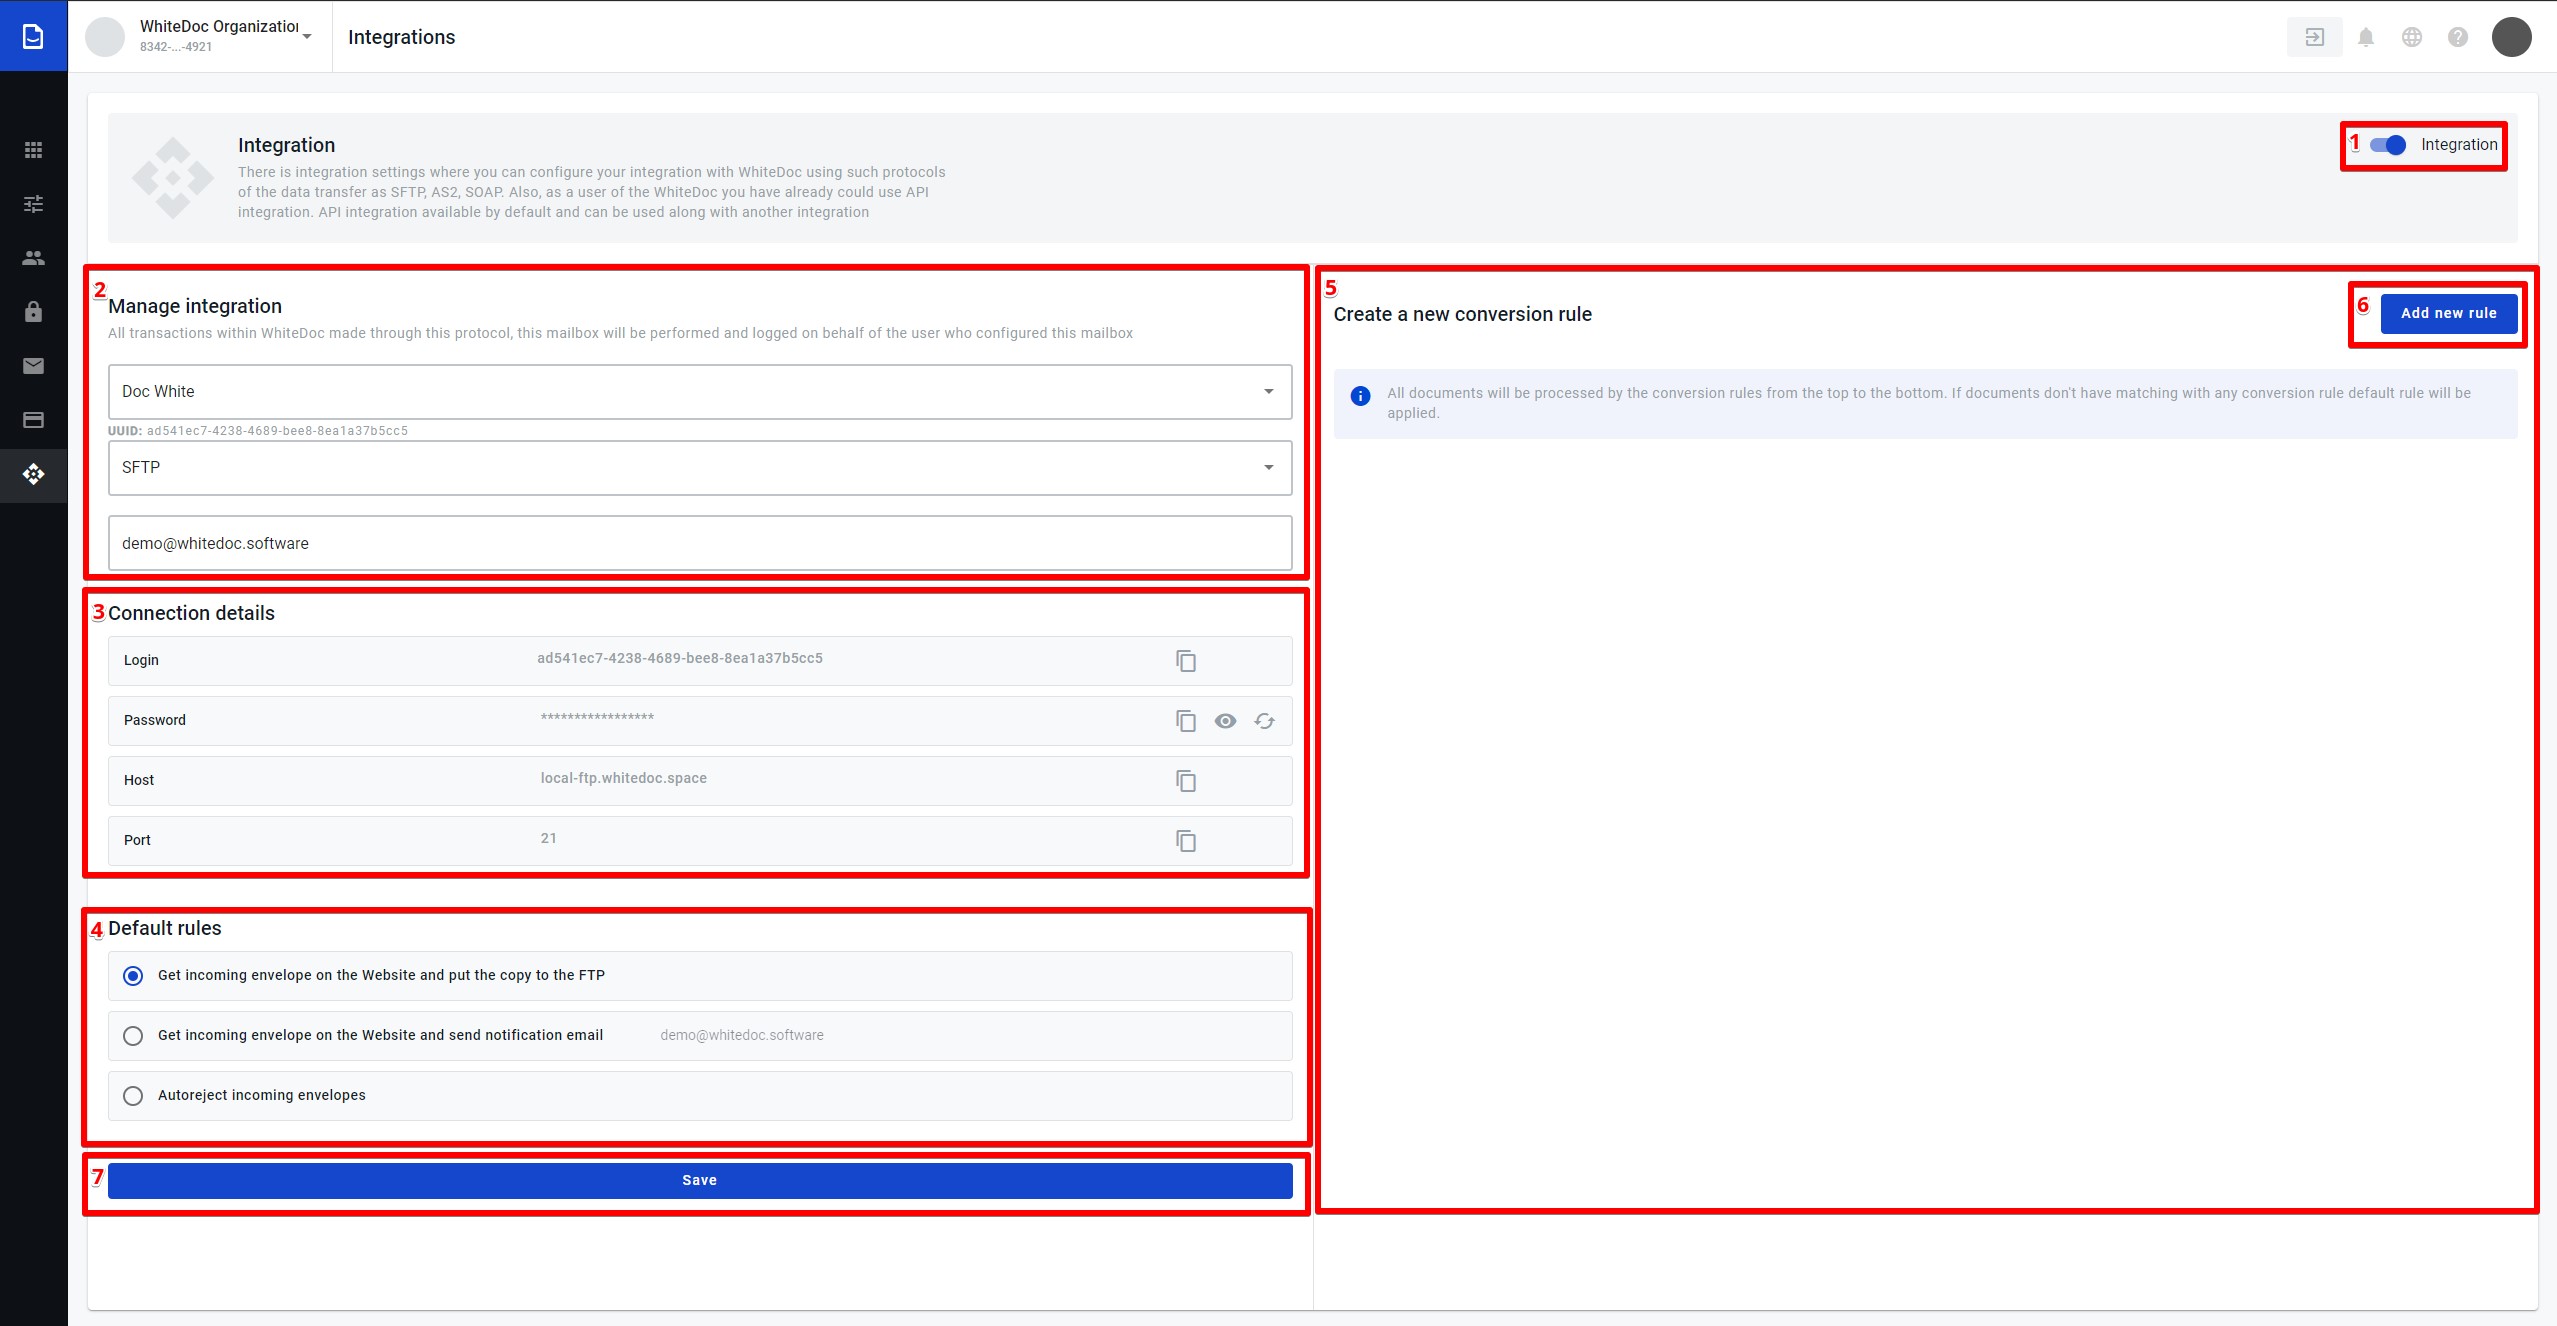 WhiteDoc Organization
8342-...-4921
Integrations
Integration
There is integration settings where you can configure your integration with WhiteDoc using such protocols
of the data transfer as SFTP, AS2, SOAP. Also, as a user of the WhiteDoc you have already could use API
integration. API integration available by default and can be used along with another integration
1
Integration
2
Manage integration
All transactions within WhiteDoc made through this protocol, this mailbox will be performed and logged on behalf of the user who configured this mailbox
Doc White
UUID: ad541ec7-4238-4689-bee8-8ea1a37b5cc5
SFTP
demo@whitedoc.software
3
Connection details
Login ad541ec7-4238-4689-bee8-8ea1a37b5cc5
Password *****************
Host local-ftp.whitedoc.space
Port 21
4
Default rules
Get incoming envelope on the Website and put the copy to the FTP
Get incoming envelope on the Website and send notification email demo@whitedoc.software
Autoreject incoming envelopes
7
Save
5
Create a new conversion rule
6
Add new rule
All documents will be processed by the conversion rules from the top to the bottom. If documents don't have matching with any conversion rule default rule will be
applied.